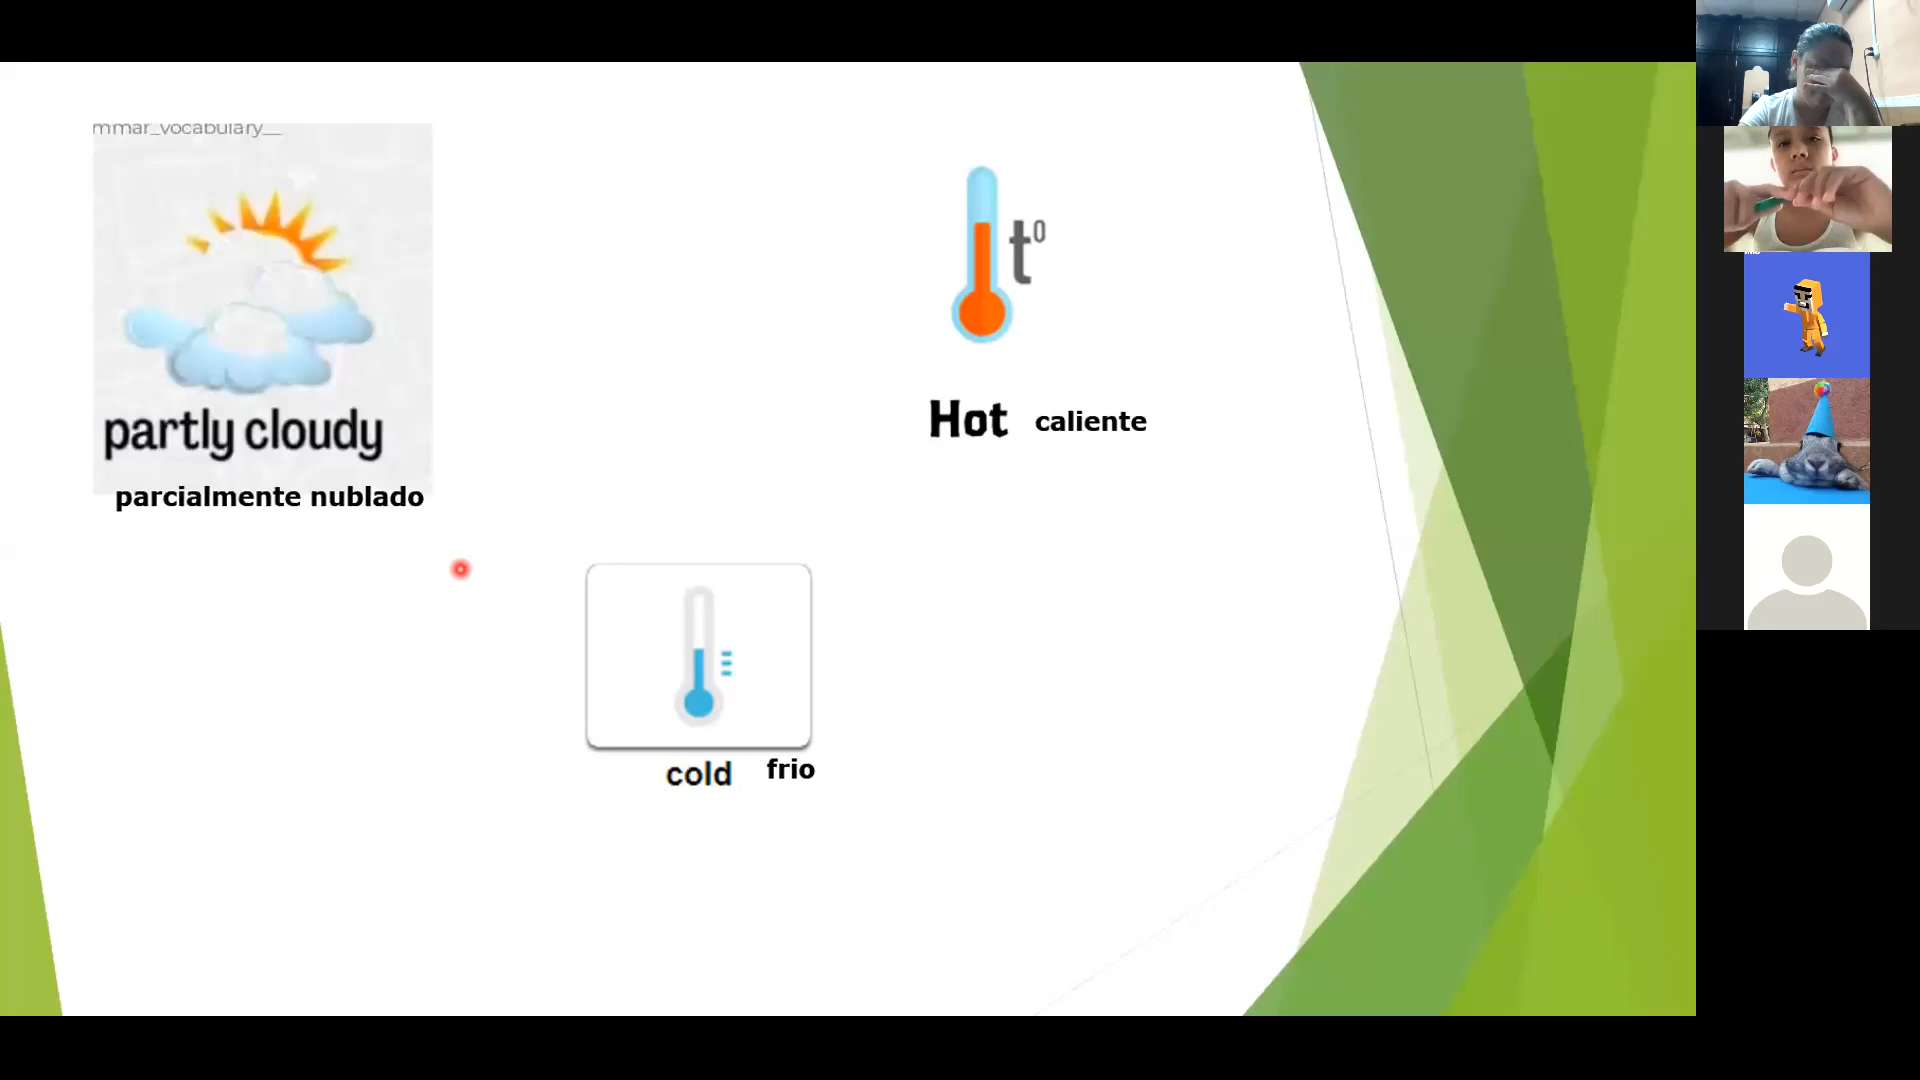 mmar_vocabulary__
partly cloudy
parcialmente nublado
t⁰
Hot caliente
cold frio